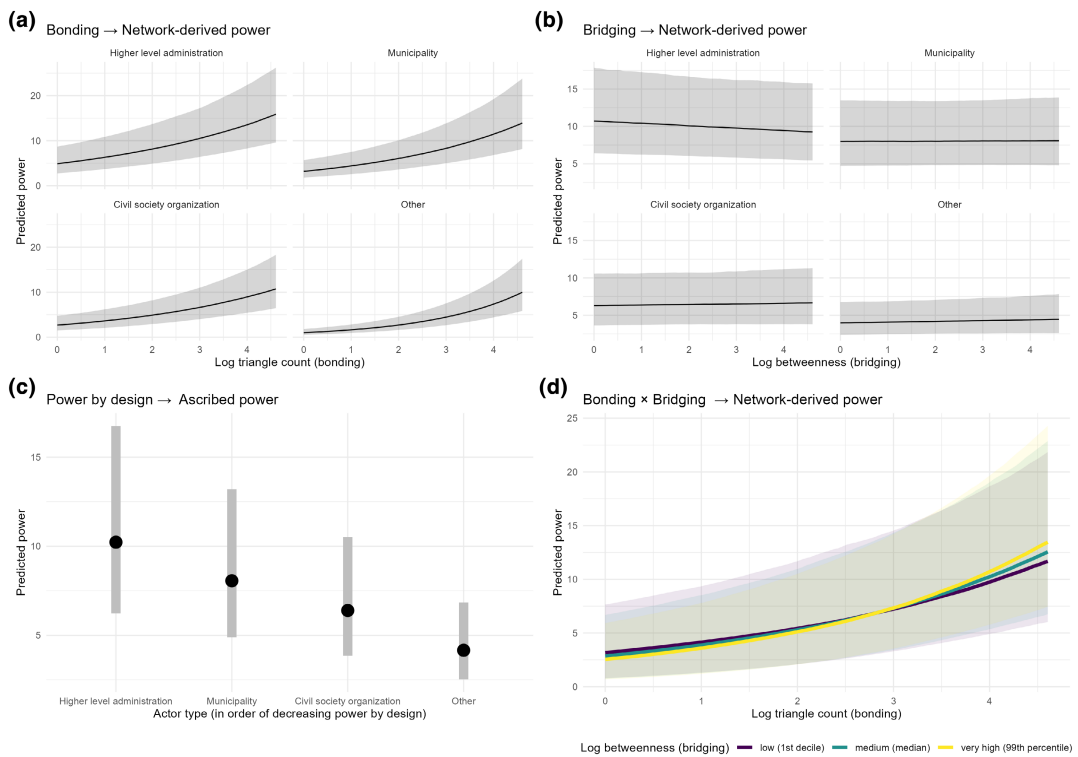 (a)
Bonding → Network-derived power
Higher level administration
Municipality
20
10
0
Civil society organization
Other
20
10
0
0 1 2 3 4
0 1 2 3 4
Predicted power
Log triangle count (bonding)
(b)
Bridging → Network-derived power
Higher level administration
Municipality
15
10
5
Civil society organization
Other
15
10
5
0 1 2 3 4
0 1 2 3 4
Predicted power
Log betweenness (bridging)
(c)
Power by design → Ascribed power
15
10
5
Predicted power
Higher level administration
Municipality
Civil society organization
Other
Actor type (in order of decreasing power by design)
(d)
Bonding × Bridging → Network-derived power
25
20
15
10
5
0
Predicted power
0 1 2 3 4
Log triangle count (bonding)
Log betweenness (bridging) low (1st decile) medium (median) very high (99th percentile)